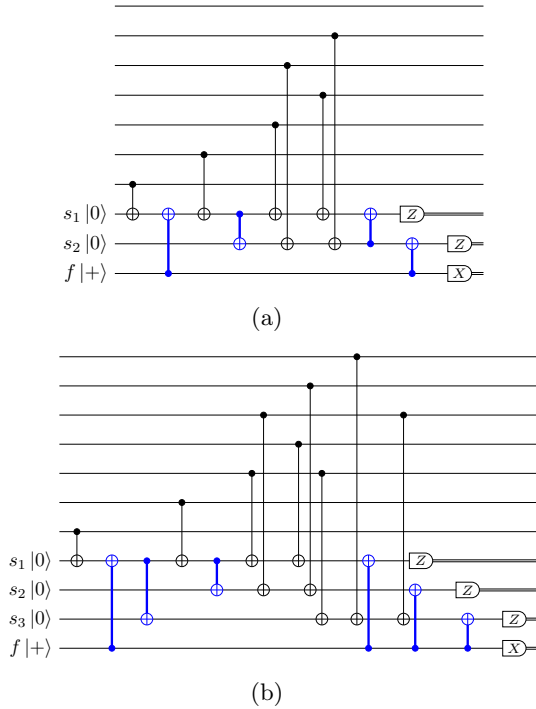 s₁ |0⟩ Z
s₂ |0⟩ Z
f |+⟩ X
(a)
s₁ |0⟩ Z
s₂ |0⟩ Z
s₃ |0⟩ Z
f |+⟩ X
(b)